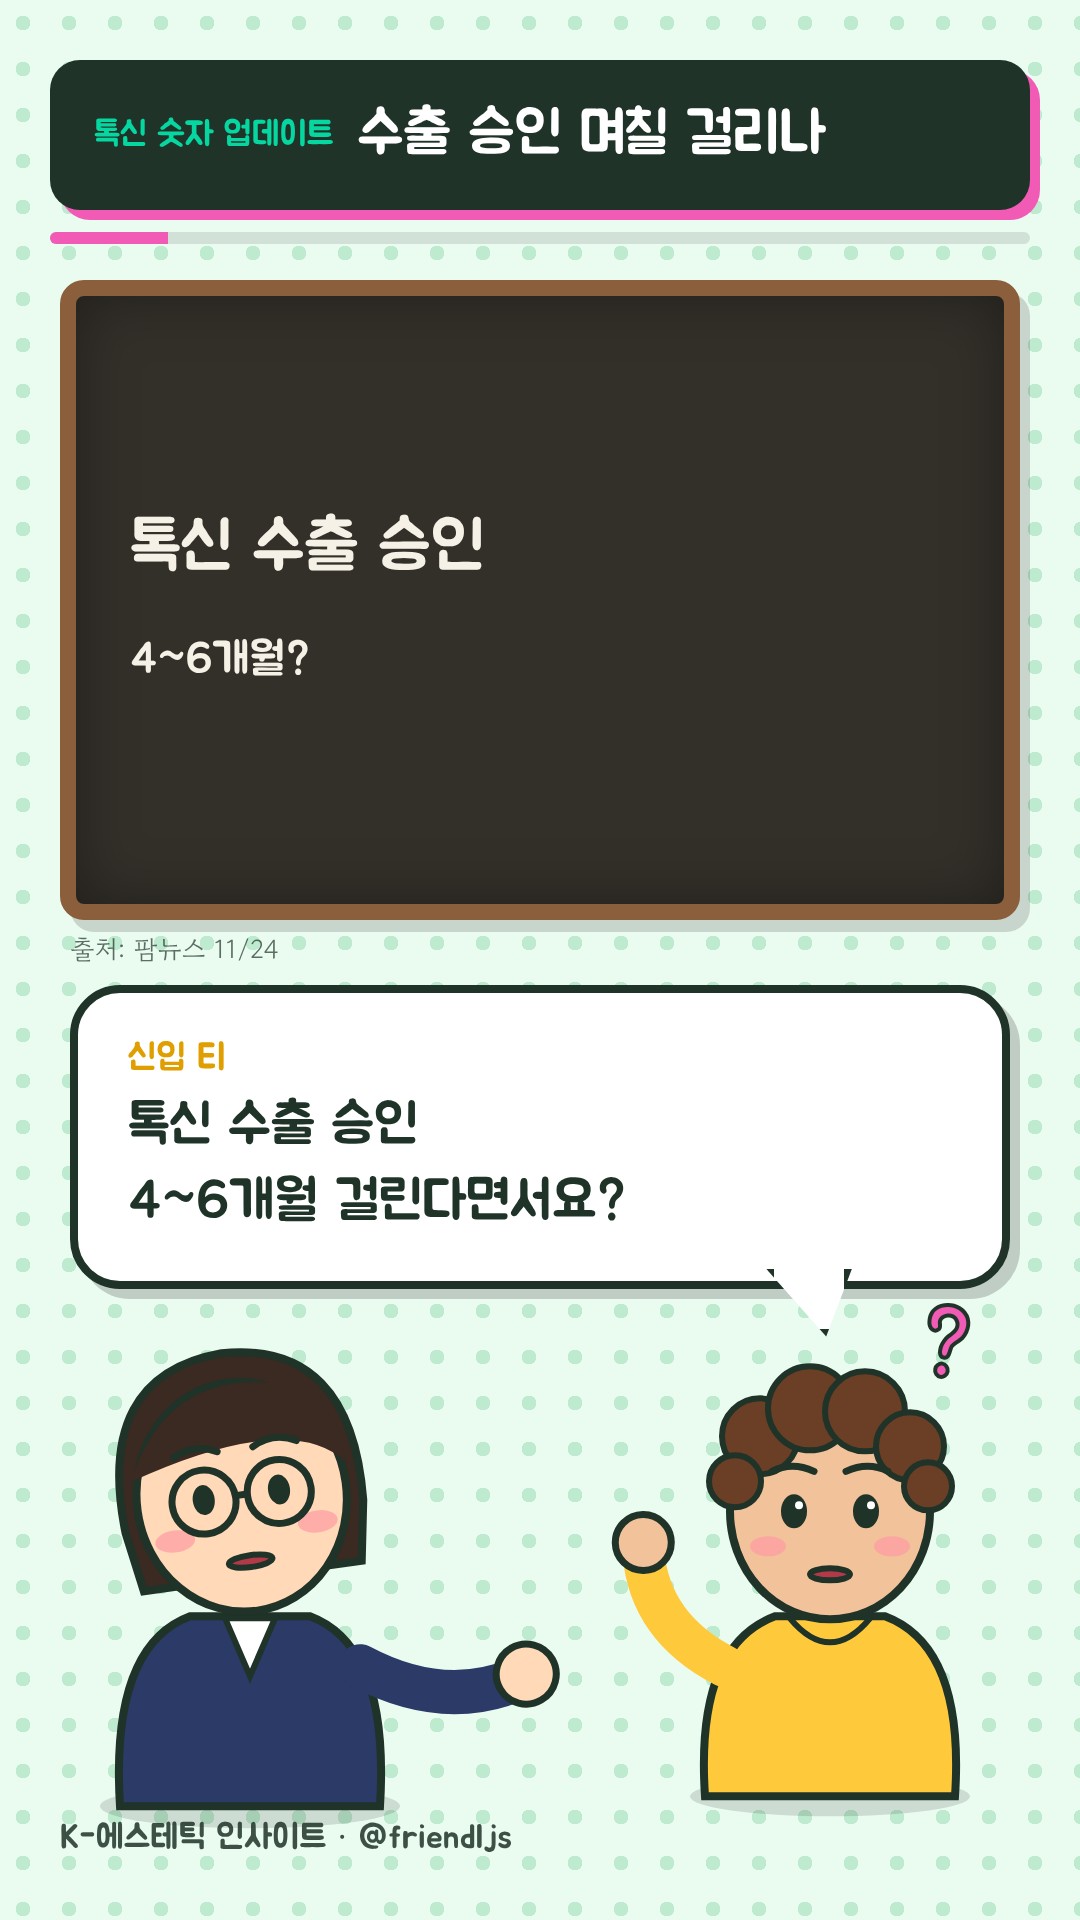 톡신 숫자 업데이트 수출 승인 며칠 걸리나
톡신 수출 승인
4~6개월?
출처: 팜뉴스 11/24
신입 티
톡신 수출 승인
4~6개월 걸린다면서요?
?
K-에스테틱 인사이트 · @friendljs